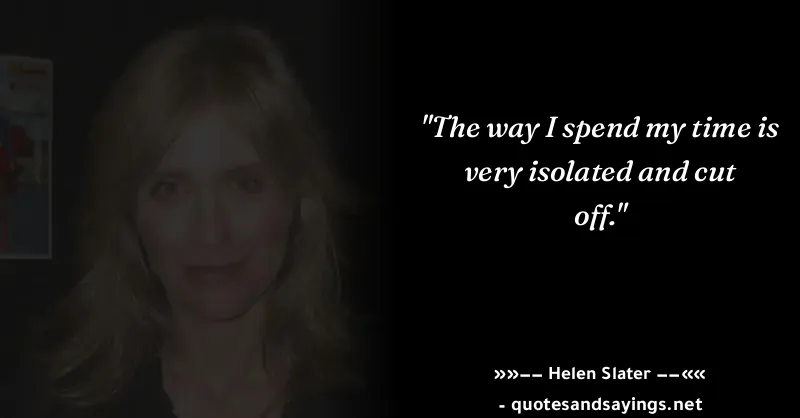 "The way I spend my time is
very isolated and cut
off."
»»−− Helen Slater −−««
- quotesandsayings.net